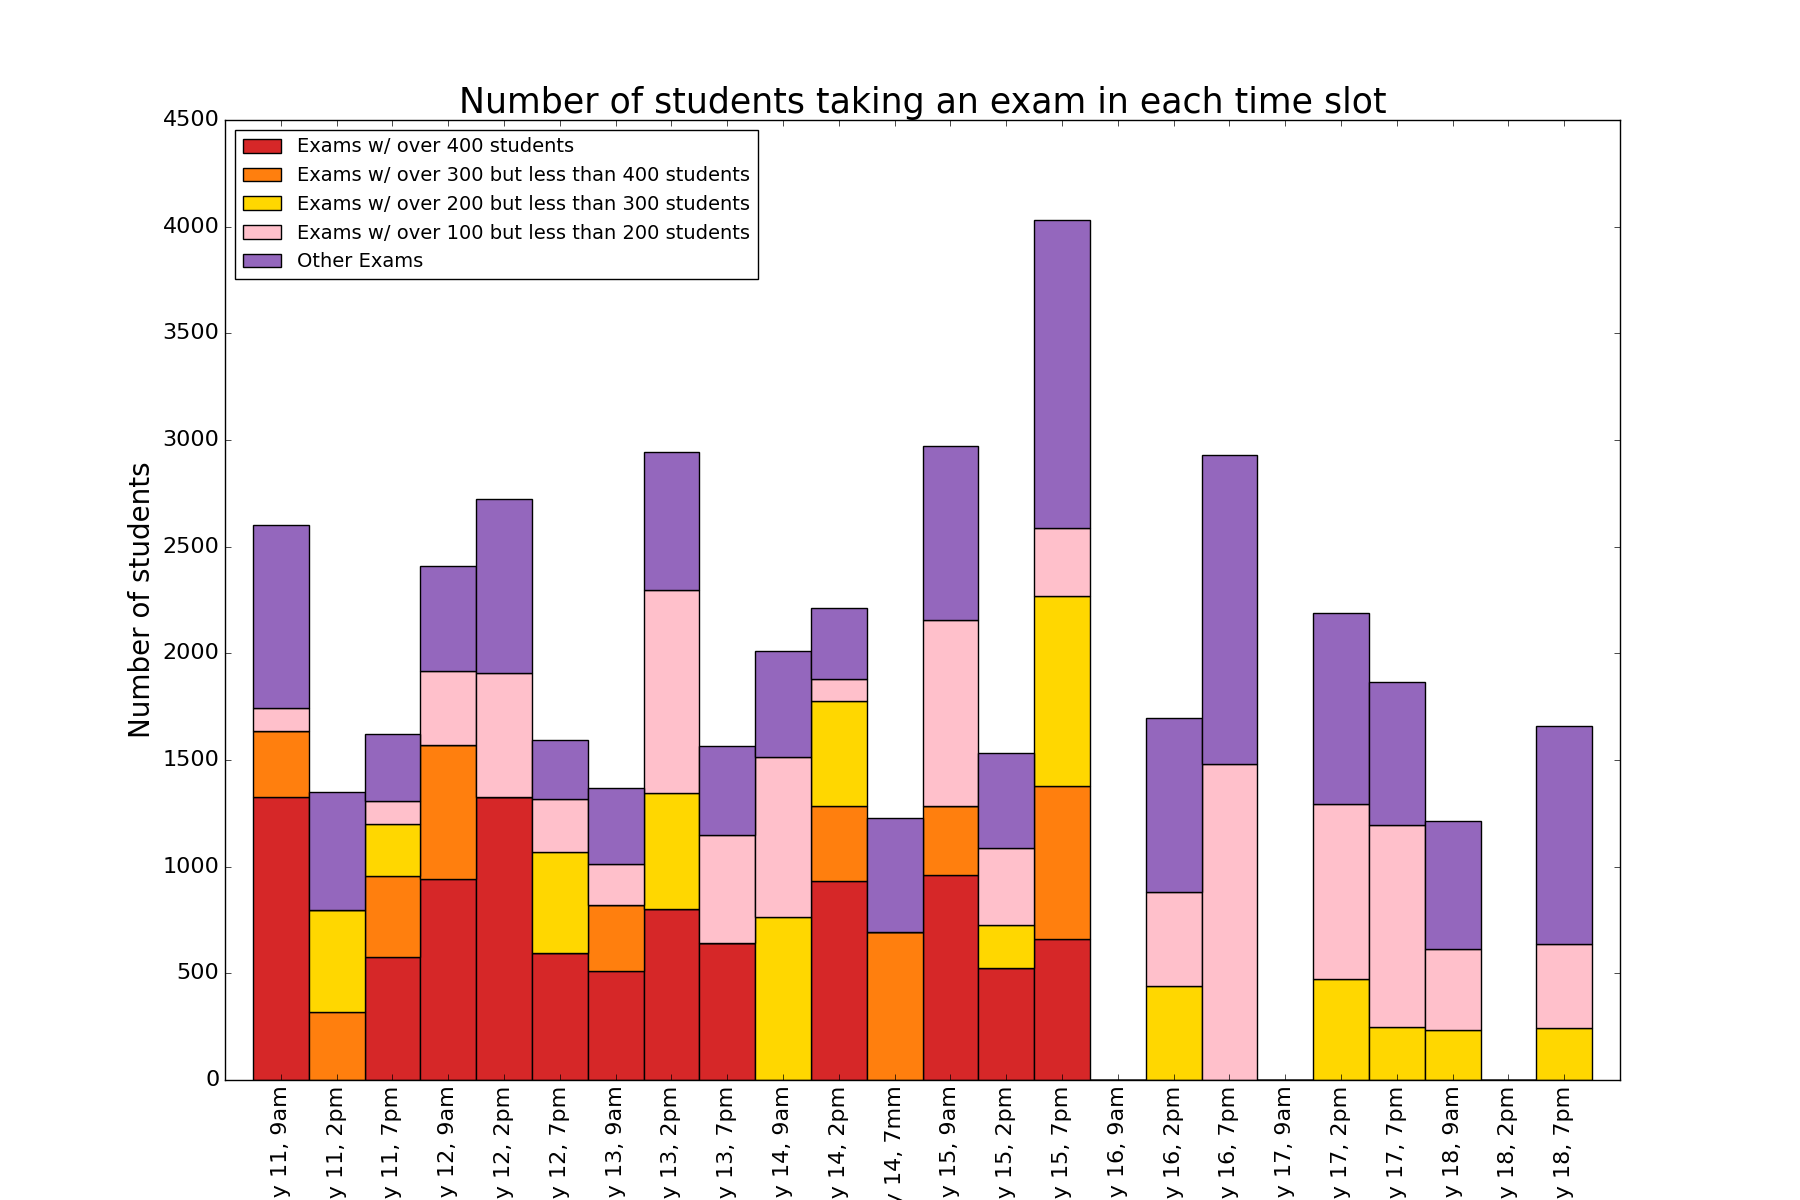 Number of students taking an exam in each time slot
Exams w/ over 400 students
Exams w/ over 300 but less than 400 students
Exams w/ over 200 but less than 300 students
Exams w/ over 100 but less than 200 students
Other Exams
Number of students
4500
4000
3500
3000
2500
2000
1500
1000
500
0
y 11, 9am
y 11, 2pm
y 11, 7pm
y 12, 9am
y 12, 2pm
y 12, 7pm
y 13, 9am
y 13, 2pm
y 13, 7pm
y 14, 9am
y 14, 2pm
y 14, 7mm
y 15, 9am
y 15, 2pm
y 15, 7pm
y 16, 9am
y 16, 2pm
y 16, 7pm
y 17, 9am
y 17, 2pm
y 17, 7pm
y 18, 9am
y 18, 2pm
y 18, 7pm